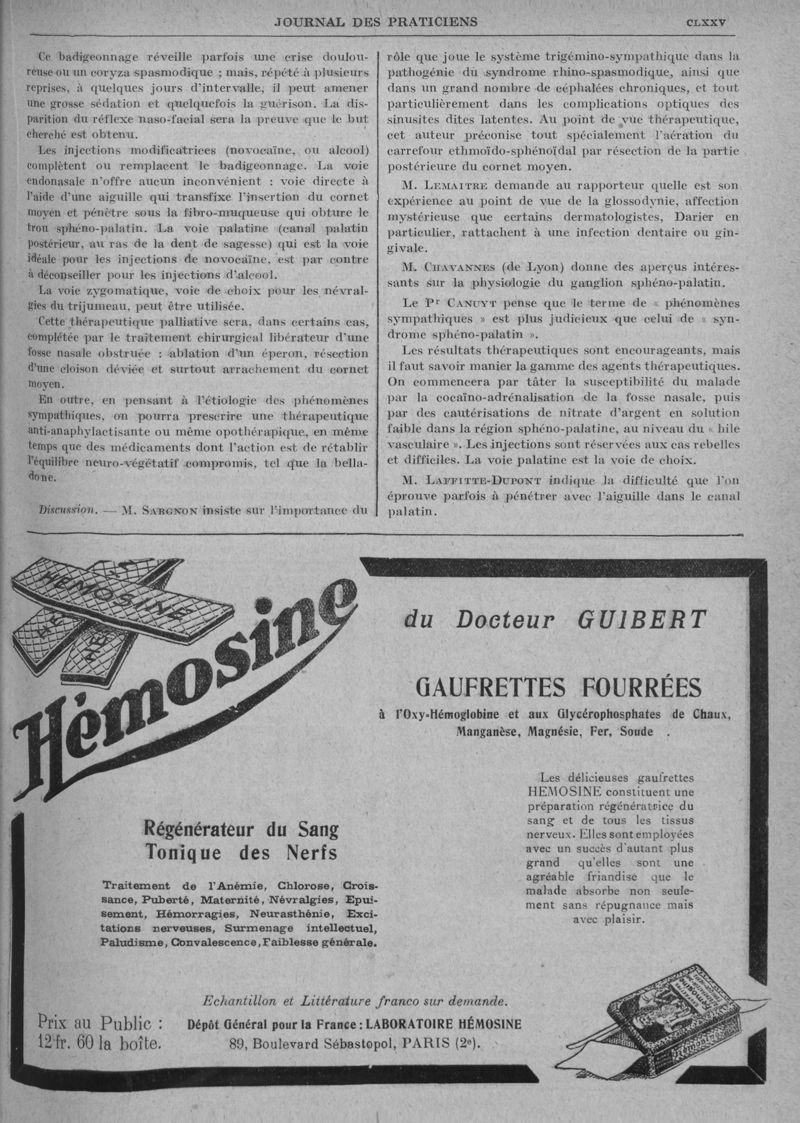 JOURNAL DES PRATICIENS
CLXXV
Ce badigeonnage réveille parfois une crise doulou-
reuse ou un coryza spasmodique ; mais, répété à plusieurs
reprises, à quelques jours d'intervalle, il peut amener
une grosse sédation et quelquefois la guérison. La dis-
parition du réflexe naso-facial sera la preuve que le but
cherché est obtenu.
Les injections modificatrices (novocaïne, ou alcool)
complètent ou remplacent le badigeonnage. La voie
endonasale n'offre aucun inconvénient : voie directe à
l'aide d'une aiguille qui transfixe l'insertion du cornet
moyen et pénètre sous la fibro-muqueuse qui obture le
trou sphéno-palatin. La voie palatine (canal palatin
postérieur, au ras de la dent de sagesse) qui est la voie
idéale pour les injections de novocaïne, est par contre
à déconseiller pour les injections d'alcool.
La voie zygomatique, voie de choix pour les névral-
gies du trijumeau, peut être utilisée.
Cette thérapeutique palliative sera, dans certains cas,
complétée par le traitement chirurgical libérateur d'une
fosse nasale obstruée : ablation d'un éperon, résection
d'une cloison déviée et surtout arrachement du cornet
moyen.
En outre, en pensant à l'étiologie des phénomènes
sympathiques, on pourra prescrire une thérapeutique
anti-anaphylactisante ou même opothérapique, en même
temps que des médicaments dont l'action est de rétablir
l'équilibre neuro-végétatif compromis, tel que la bella-
done.
Discussion. — M. SARGNON insiste sur l'importance du
rôle que joue le système trigémino-sympathique dans la
pathogénie du syndrome rhino-spasmodique, ainsi que
dans un grand nombre de céphalées chroniques, et tout
particulièrement dans les complications optiques des
sinusites dites latentes. Au point de vue thérapeutique,
cet auteur préconise tout spécialement l'aération du
carrefour ethmoïdo-sphénoïdal par résection de la partie
postérieure du cornet moyen.
M. LEMAITRE demande au rapporteur quelle est son
expérience au point de vue de la glossodynie, affection
mystérieuse que certains dermatologistes, Darier en
particulier, rattachent à une infection dentaire ou gin-
givale.
M. CHAVANNES (de Lyon) donne des aperçus intéres-
sants sur la physiologie du ganglion sphéno-palatin.
Le Pr CANUYT pense que le terme de « phénomènes
sympathiques » est plus judicieux que celui de « syn-
drome sphéno-palatin ».
Les résultats thérapeutiques sont encourageants, mais
il faut savoir manier la gamme des agents thérapeutiques.
On commencera par tâter la susceptibilité du malade
par la cocaïno-adrénalisation de la fosse nasale, puis
par des cautérisations de nitrate d'argent en solution
faible dans la région sphéno-palatine, au niveau du « hile
vasculaire ». Les injections sont réservées aux cas rebelles
et difficiles. La voie palatine est la voie de choix.
M. LAFFITTE-DUPONT indique la difficulté que l'on
éprouve parfois à pénétrer avec l'aiguille dans le canal
palatin.
HEMOSINE
Hémosine
du Docteur GUIBERT
GAUFRETTES FOURRÉES
à l'Oxy-Hémoglobine et aux Glycérophosphates de Chaux,
Manganèse, Magnésie, Fer, Soude .
Les délicieuses gaufrettes
HEMOSINE constituent une
préparation régénératrice du
sang et de tous les tissus
nerveux. Elles sont employées
avec un succès d'autant plus
grand qu'elles sont une
agréable friandise que le
malade absorbe non seule-
ment sans répugnance mais
avec plaisir.
Régénérateur du Sang
Tonique des Nerfs
Traitement de l'Anémie, Chlorose, Crois-
sance, Puberté, Maternité, Névralgies, Epui-
sement, Hémorragies, Neurasthénie, Exci-
tations nerveuses, Surmenage intellectuel,
Paludisme, Convalescence, Faiblesse générale.
Echantillon et Littérature franco sur demande.
Prix au Public :
12 fr. 60 la boîte.
Dépôt Général pour la France : LABORATOIRE HÉMOSINE
89, Boulevard Sébastopol, PARIS (2e).